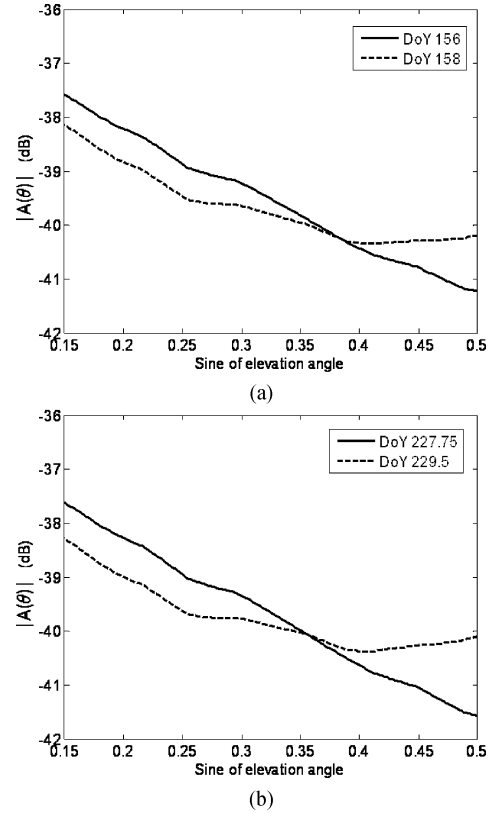 -36
-37
-38
-39
-40
-41
-42
|A(θ)| (dB)
DoY 156
DoY 158
0.15 0.2 0.25 0.3 0.35 0.4 0.45 0.5
Sine of elevation angle
(a)
-36
-37
-38
-39
-40
-41
-42
|A(θ)| (dB)
DoY 227.75
DoY 229.5
0.15 0.2 0.25 0.3 0.35 0.4 0.45 0.5
Sine of elevation angle
(b)